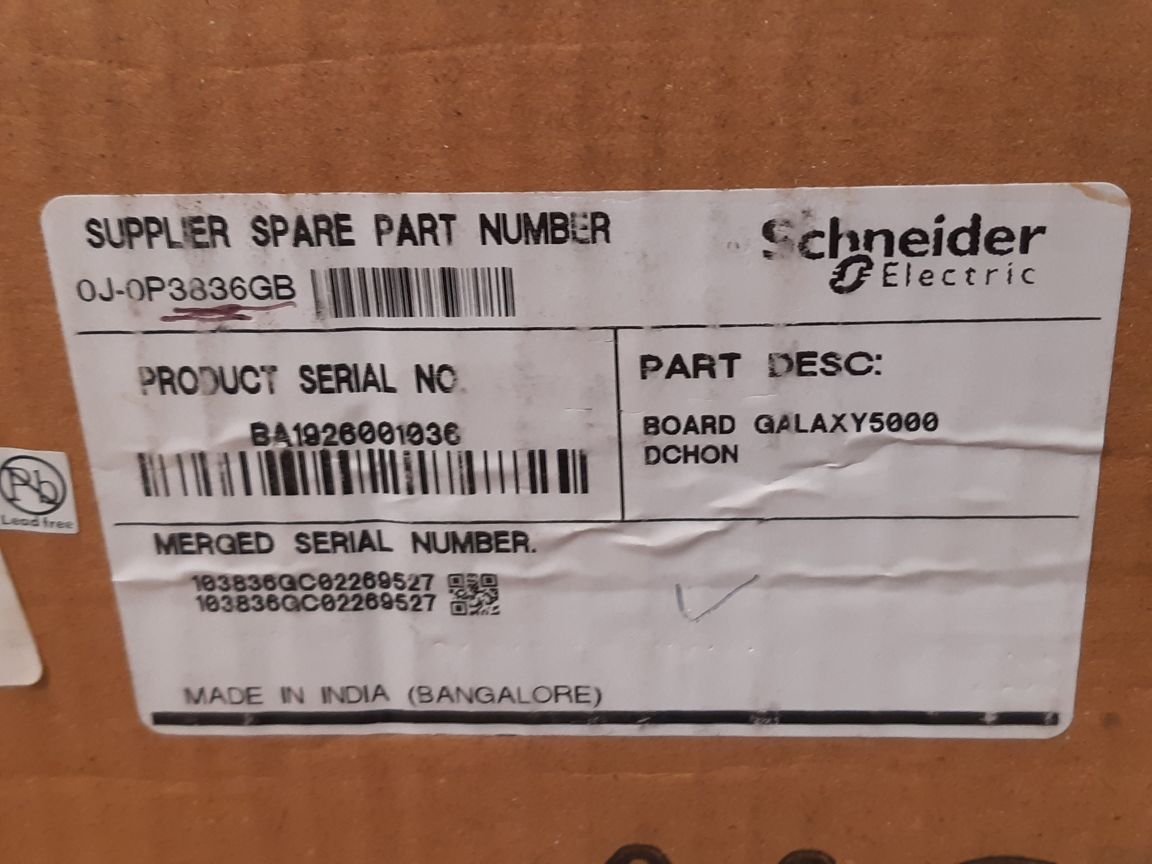 SUPPLIER SPARE PART NUMBER
0J-0P3836GB
Schneider
Electric
PRODUCT SERIAL NO.
BA1926001036
PART DESC:
BOARD GALAXY5000
DCHON
Pb
Lead free
MERGED SERIAL NUMBER.
103836GC02269527
103836GC02269527
MADE IN INDIA (BANGALORE)